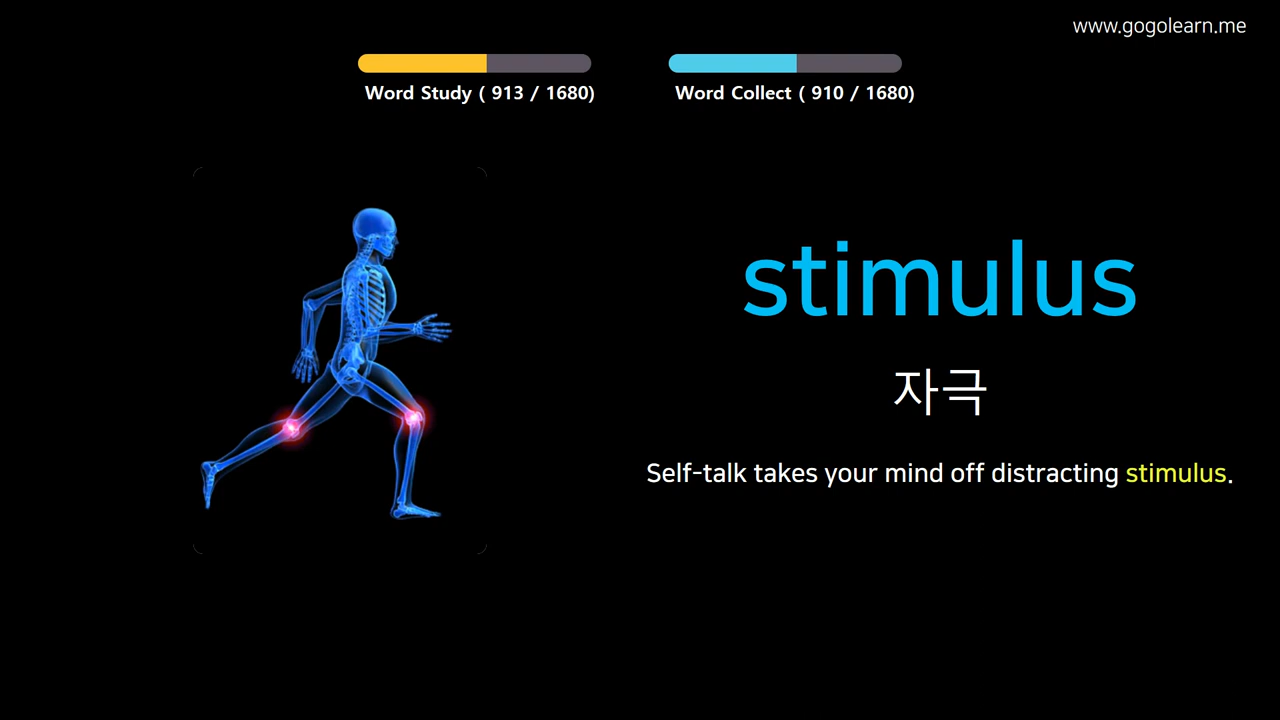 www.gogolearn.me
Word Study ( 913 / 1680)
Word Collect ( 910 / 1680)
stimulus
자극
Self-talk takes your mind off distracting stimulus.